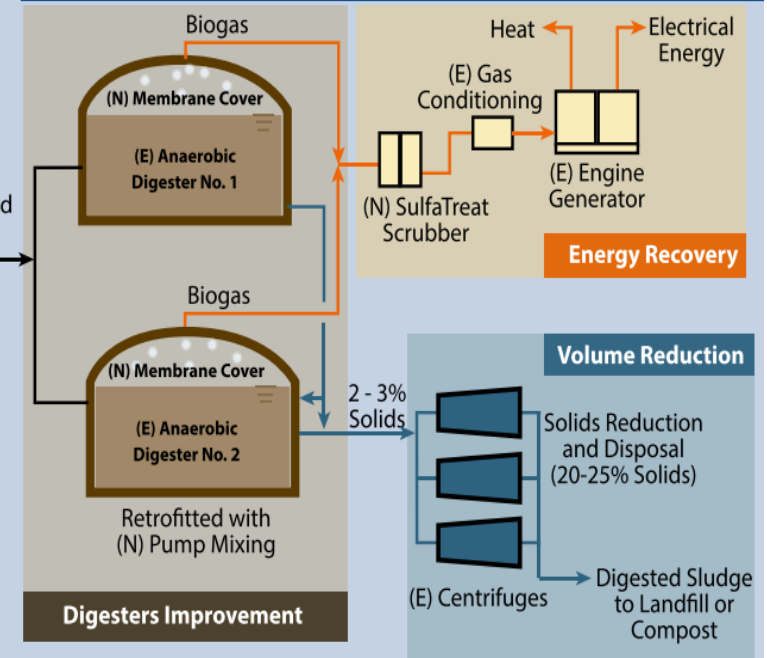 Biogas
(N) Membrane Cover
(E) Anaerobic
Digester No. 1
d
Biogas
(N) Membrane Cover
(E) Anaerobic
Digester No. 2
Retrofitted with
(N) Pump Mixing
Digesters Improvement
Heat
Electrical
Energy
(E) Gas
Conditioning
(N) SulfaTreat
Scrubber
(E) Engine
Generator
Energy Recovery
2 - 3%
Solids
Volume Reduction
Solids Reduction
and Disposal
(20-25% Solids)
(E) Centrifuges
Digested Sludge
to Landfill or
Compost